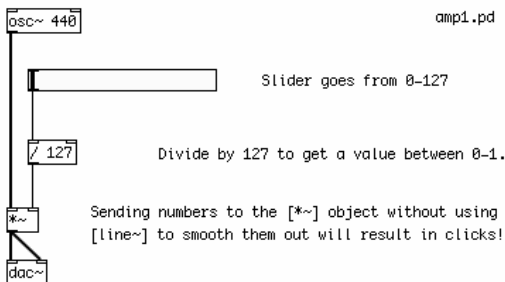 osc~ 440
amp1.pd
Slider goes from 0-127
/ 127
Divide by 127 to get a value between 0-1.
*~
Sending numbers to the [*~] object without using
[line~] to smooth them out will result in clicks!
dac~